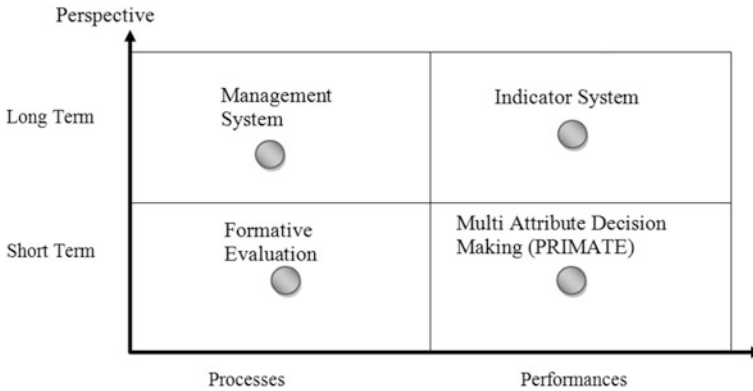 Perspective
Long Term
Management
System
Indicator System
Short Term
Formative
Evaluation
Multi Attribute Decision
Making (PRIMATE)
Processes
Performances